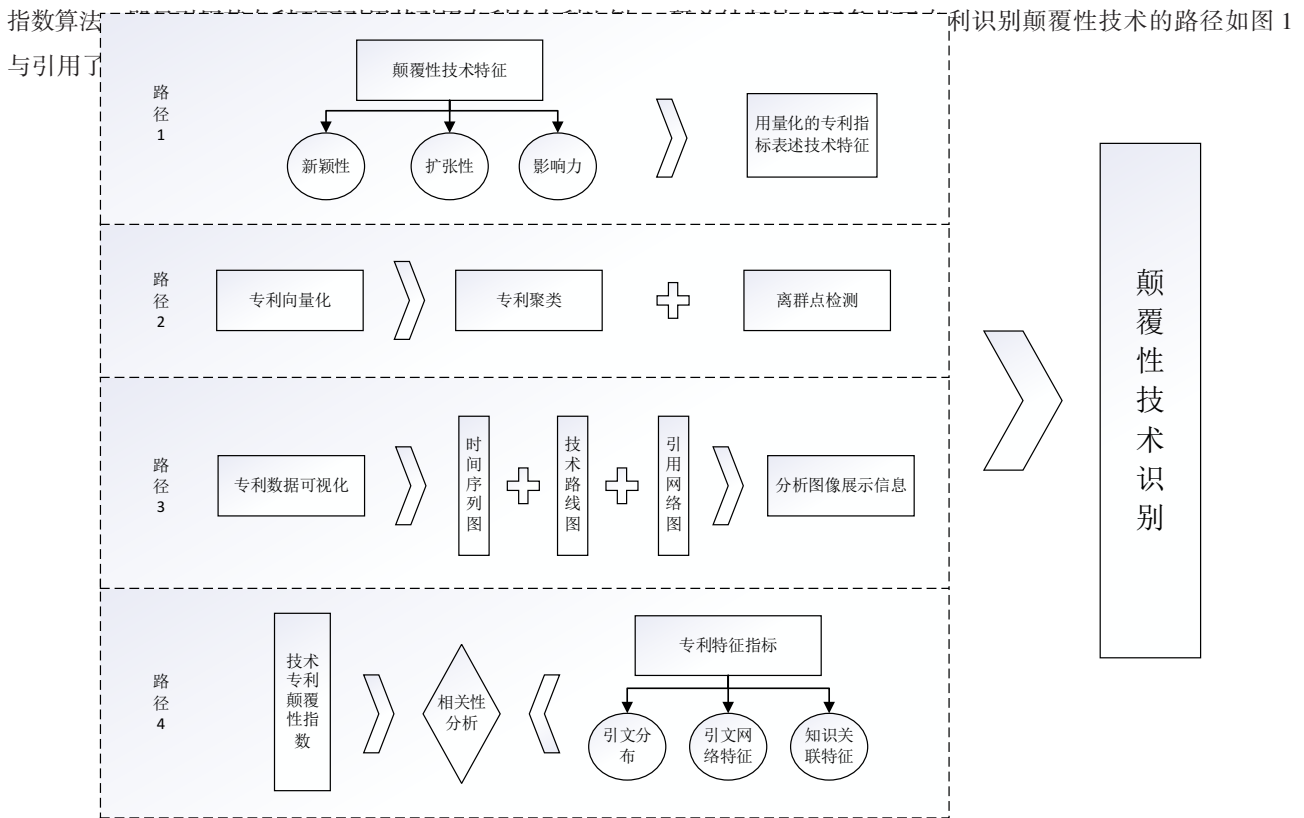 指数算法
利识别颠覆性技术的路径如图 1
与引用了
路
径
1
颠覆性技术特征
新颖性
扩张性
影响力
用量化的专利指
标表述技术特征
路
径
2
专利向量化
专利聚类
离群点检测
路
径
3
专利数据可视化
时
间
序
列
图
技
术
路
线
图
引
用
网
络
图
分析图像展示信息
路
径
4
技术
专利
颠覆
性指
数
相关性
分析
专利特征指标
引文分
布
引文网
络特征
知识关
联特征
颠
覆
性
技
术
识
别